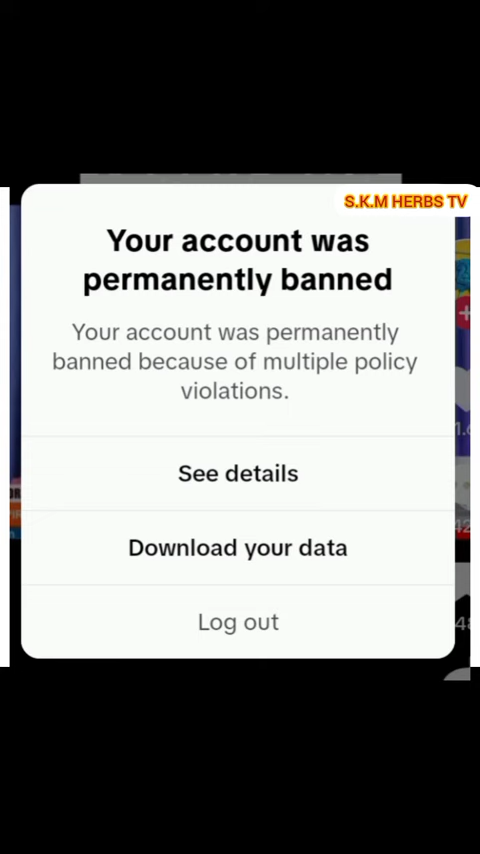 S.K.M HERBS TV
Your account was
permanently banned
Your account was permanently
banned because of multiple policy
violations.
See details
Download your data
Log out